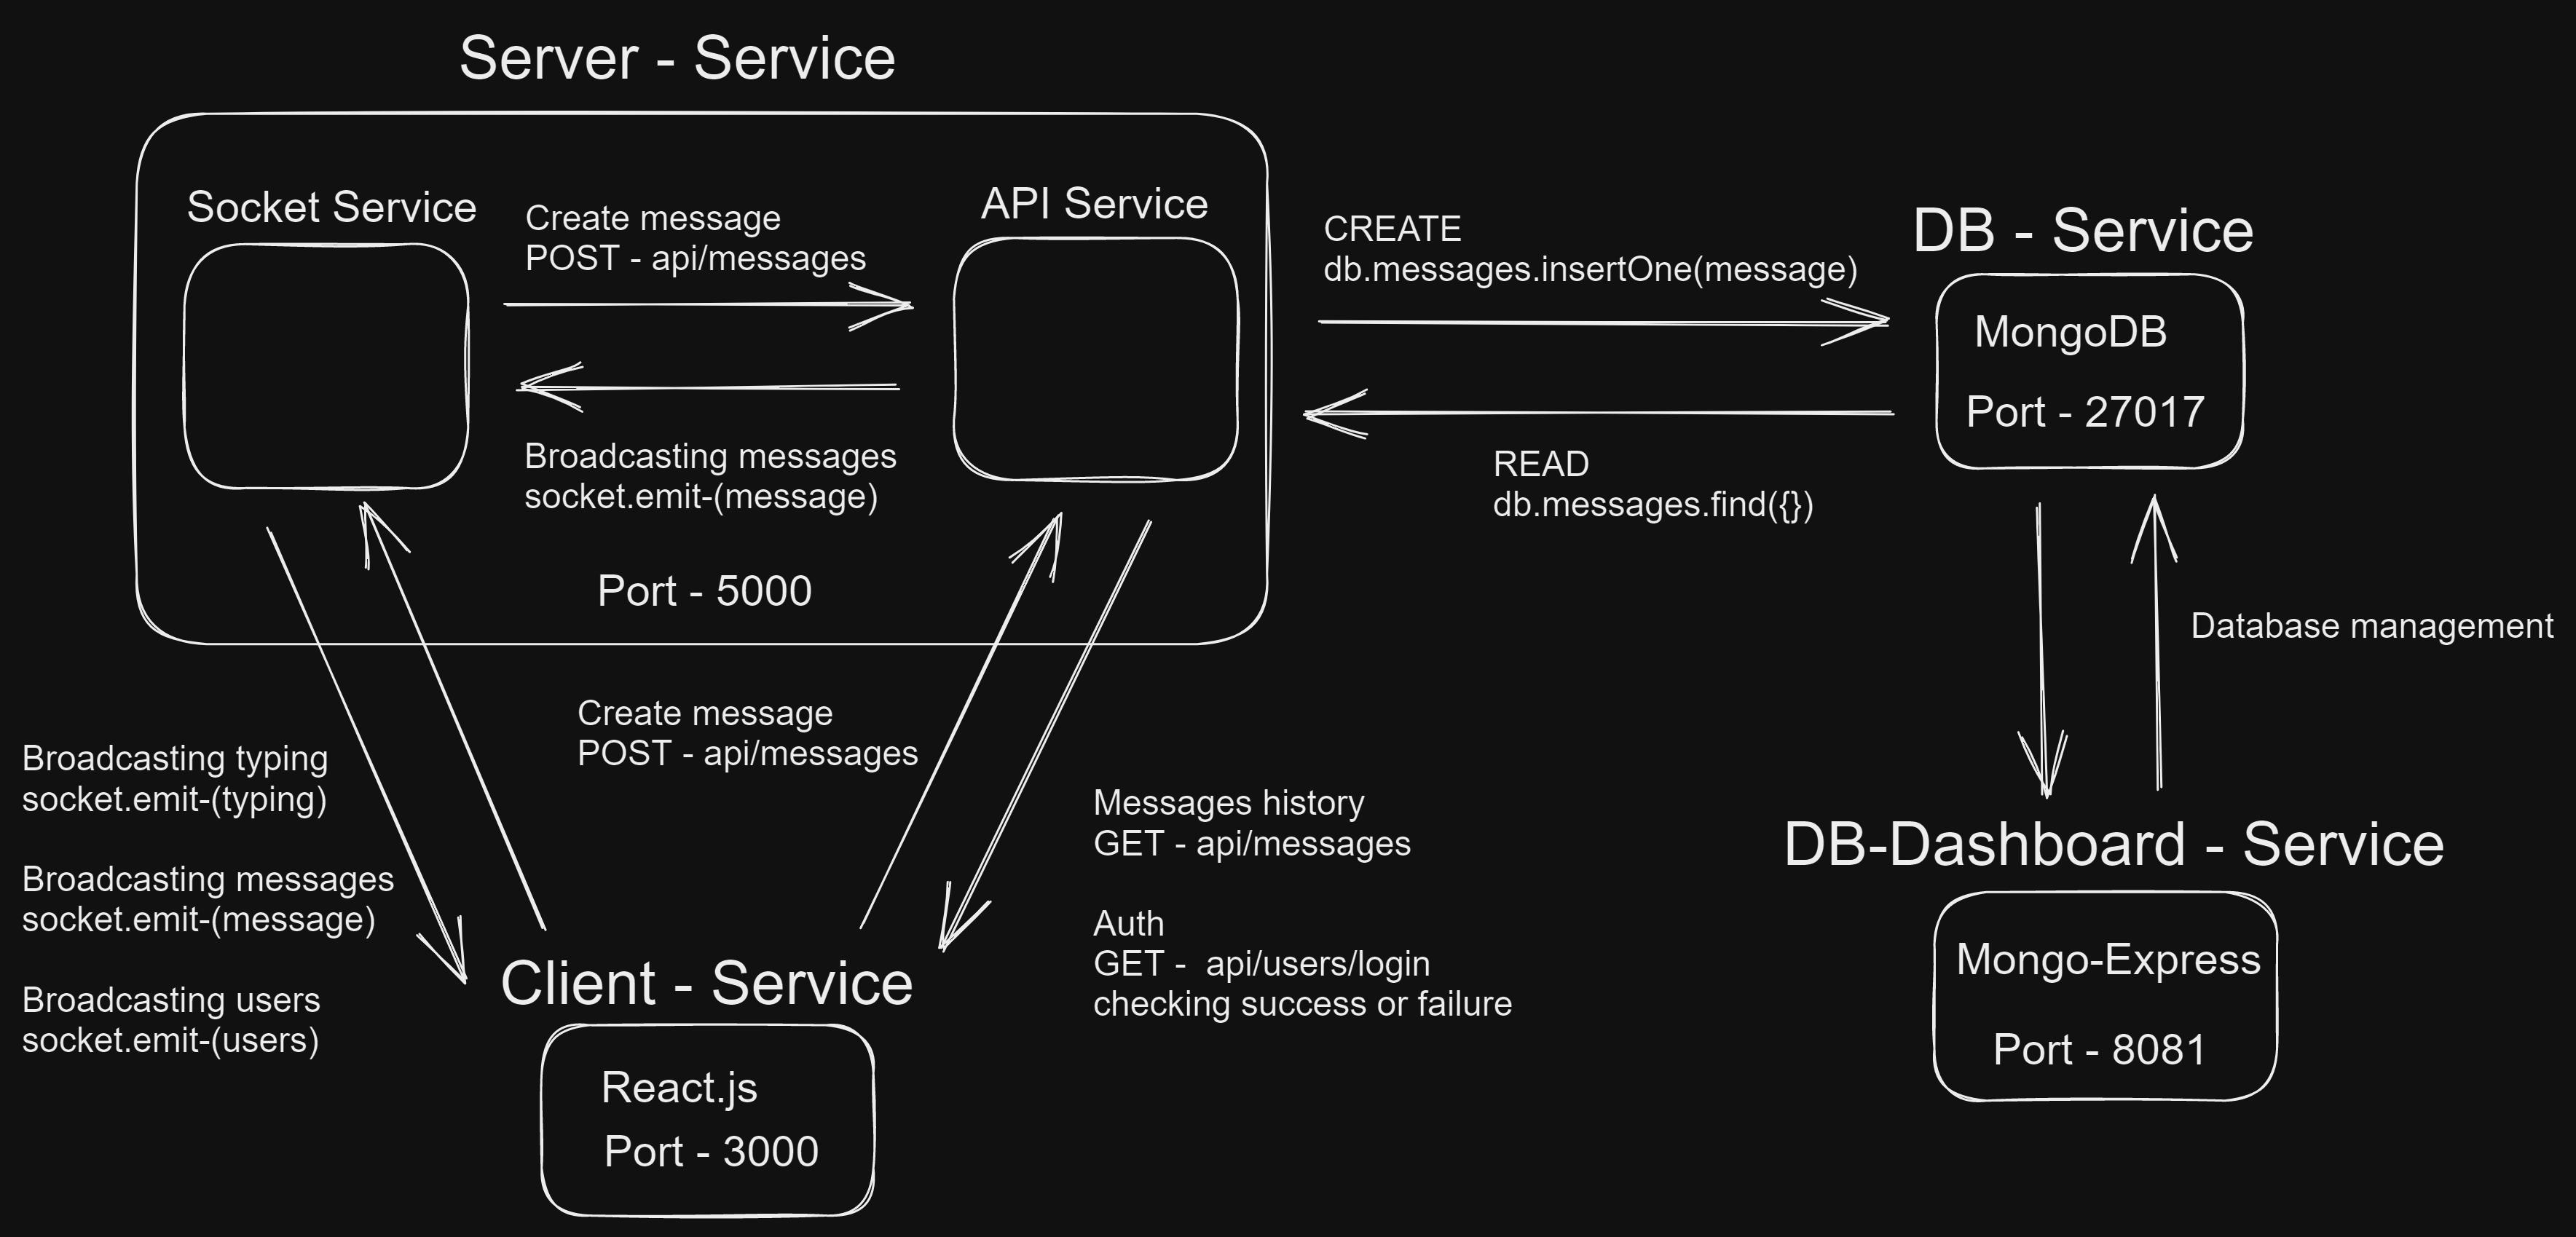 Server - Service
Socket Service
Create message
POST - api/messages
API Service
Broadcasting messages
socket.emit-(message)
Port - 5000
CREATE
db.messages.insertOne(message)
READ
db.messages.find({})
DB - Service
MongoDB
Port - 27017
Database management
Broadcasting typing
socket.emit-(typing)
Broadcasting messages
socket.emit-(message)
Broadcasting users
socket.emit-(users)
Create message
POST - api/messages
Messages history
GET - api/messages
Auth
GET -  api/users/login
checking success or failure
Client - Service
React.js
Port - 3000
DB-Dashboard - Service
Mongo-Express
Port - 8081